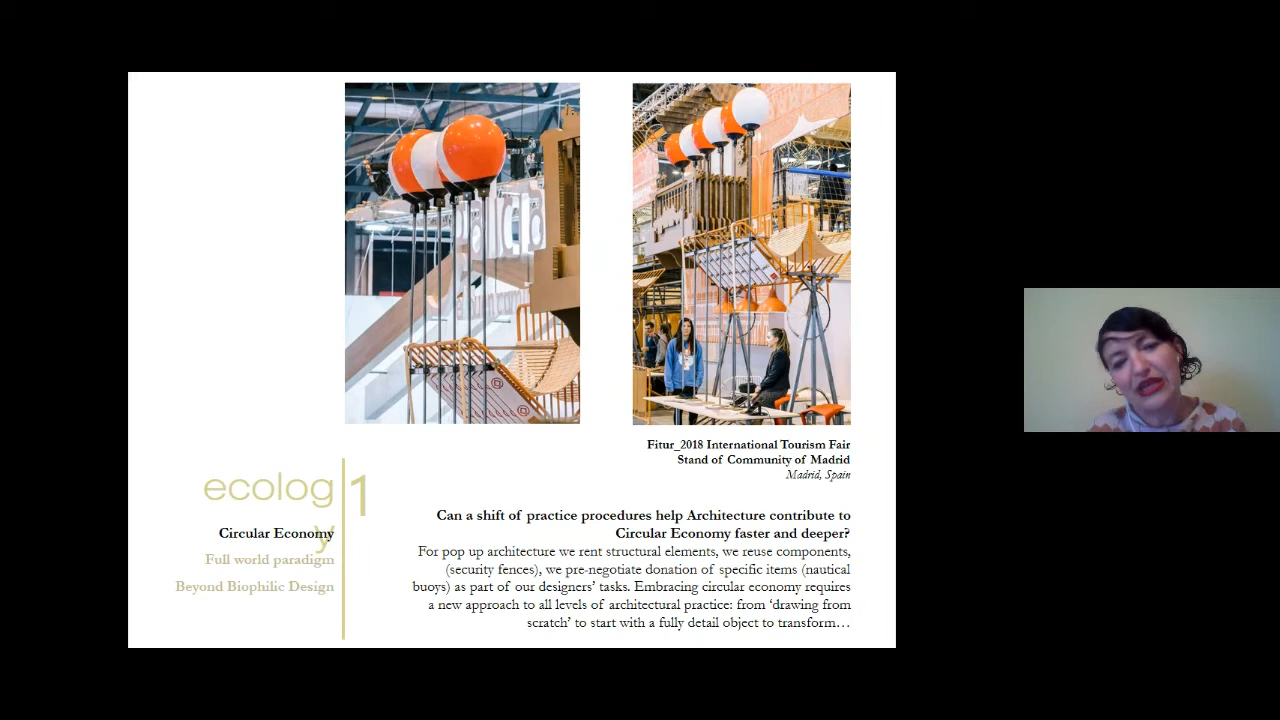 Fitur_2018 International Tourism Fair
Stand of Community of Madrid
Madrid, Spain
ecolog
y
1
Circular Economy
Full world paradigm
Beyond Biophilic Design
Can a shift of practice procedures help Architecture contribute to
Circular Economy faster and deeper?
For pop up architecture we rent structural elements, we reuse components,
(security fences), we pre-negotiate donation of specific items (nautical
buoys) as part of our designers’ tasks. Embracing circular economy requires
a new approach to all levels of architectural practice: from ‘drawing from
scratch’ to start with a fully detail object to transform…